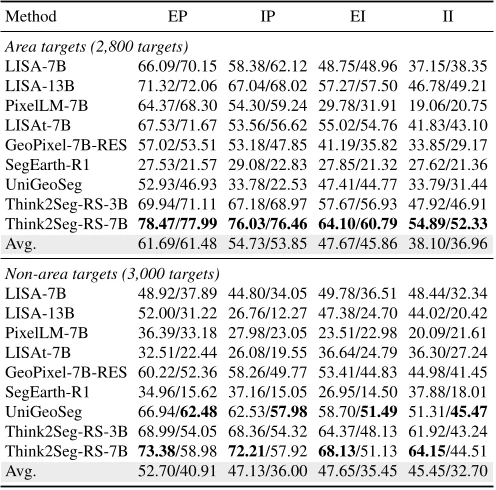 Method EP IP EI II
Area targets (2,800 targets)
LISA-7B 66.09/70.15 58.38/62.12 48.75/48.96 37.15/38.35
LISA-13B 71.32/72.06 67.04/68.02 57.27/57.50 46.78/49.21
PixelLM-7B 64.37/68.30 54.30/59.24 29.78/31.91 19.06/20.75
LISAt-7B 67.53/71.67 53.56/56.62 55.02/54.76 41.83/43.10
GeoPixel-7B-RES 57.02/53.51 53.18/47.85 41.19/35.82 33.85/29.17
SegEarth-R1 27.53/21.57 29.08/22.83 27.85/21.32 27.62/21.36
UniGeoSeg 52.93/46.93 33.78/22.53 47.41/44.77 33.79/31.44
Think2Seg-RS-3B 69.94/71.11 67.18/68.97 57.67/56.93 47.92/46.91
Think2Seg-RS-7B 78.47/77.99 76.03/76.46 64.10/60.79 54.89/52.33
Avg. 61.69/61.48 54.73/53.85 47.67/45.86 38.10/36.96
Non-area targets (3,000 targets)
LISA-7B 48.92/37.89 44.80/34.05 49.78/36.51 48.44/32.34
LISA-13B 52.00/31.22 26.76/12.27 47.38/24.70 44.02/20.42
PixelLM-7B 36.39/33.18 27.98/23.05 23.51/22.98 20.09/21.61
LISAt-7B 32.51/22.44 26.08/19.55 36.64/24.79 36.30/27.24
GeoPixel-7B-RES 60.22/52.36 58.26/49.77 53.41/44.83 44.98/41.45
SegEarth-R1 34.96/15.62 37.16/15.05 26.95/14.50 37.88/18.01
UniGeoSeg 66.94/62.48 62.53/57.98 58.70/51.49 51.31/45.47
Think2Seg-RS-3B 68.99/54.05 68.36/54.32 64.37/48.13 61.92/43.24
Think2Seg-RS-7B 73.38/58.98 72.21/57.92 68.13/51.13 64.15/44.51
Avg. 52.70/40.91 47.13/36.00 47.65/35.45 45.45/32.70